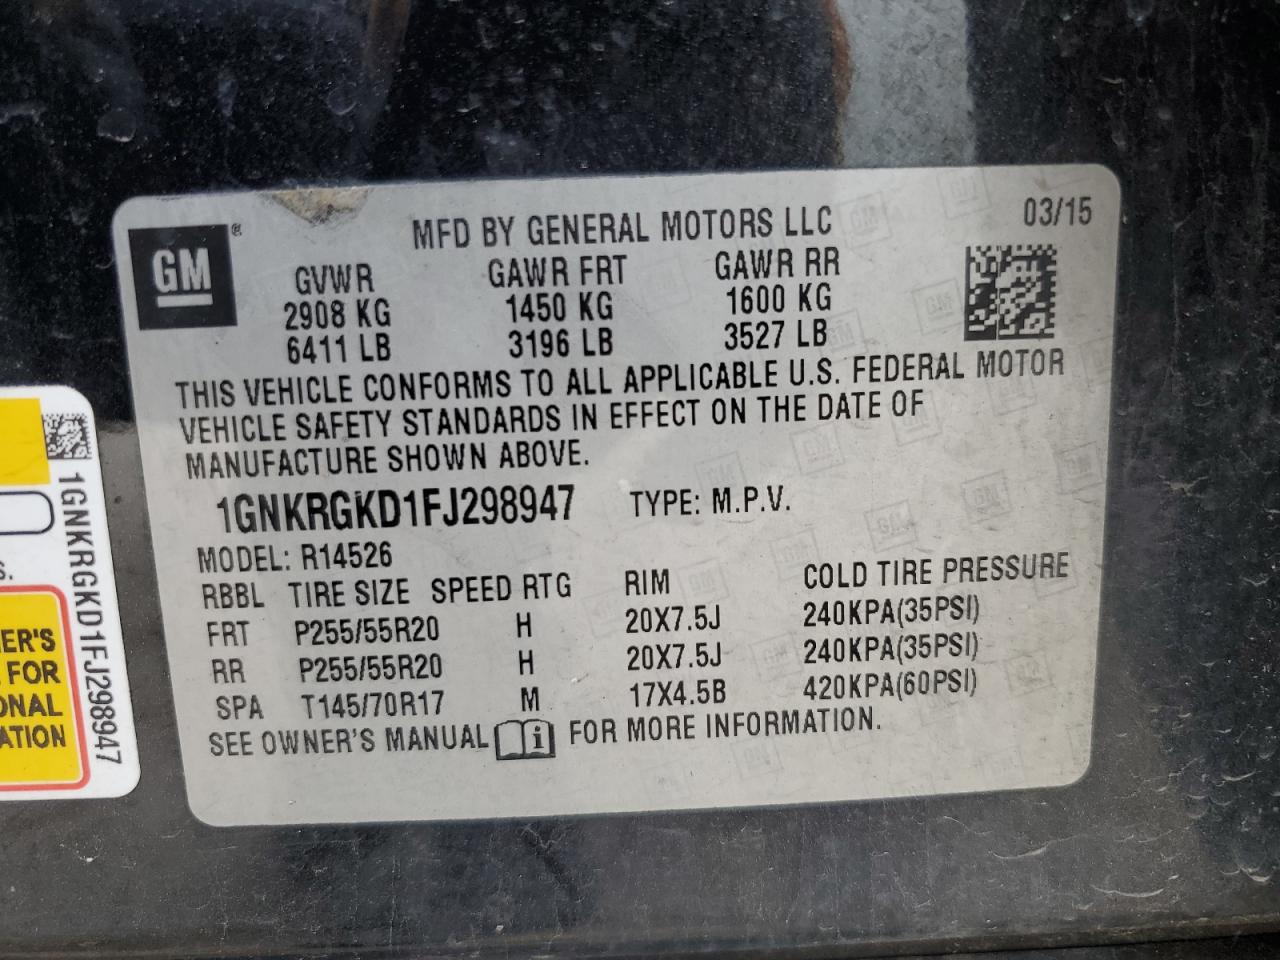 GM
®
MFD BY GENERAL MOTORS LLC
03/15
GVWR GAWR FRT GAWR RR
2908 KG 1450 KG 1600 KG
6411 LB 3196 LB 3527 LB
THIS VEHICLE CONFORMS TO ALL APPLICABLE U.S. FEDERAL MOTOR
VEHICLE SAFETY STANDARDS IN EFFECT ON THE DATE OF
MANUFACTURE SHOWN ABOVE.
1GNKRGKD1FJ298947 TYPE: M.P.V.
MODEL: R14526
RBBL TIRE SIZE SPEED RTG RIM COLD TIRE PRESSURE
FRT P255/55R20 H 20X7.5J 240KPA(35PSI)
RR P255/55R20 H 20X7.5J 240KPA(35PSI)
SPA T145/70R17 M 17X4.5B 420KPA(60PSI)
SEE OWNER'S MANUAL i FOR MORE INFORMATION.
1GNKRGKD1FJ298947
S.
ER'S
FOR
ONAL
ATION